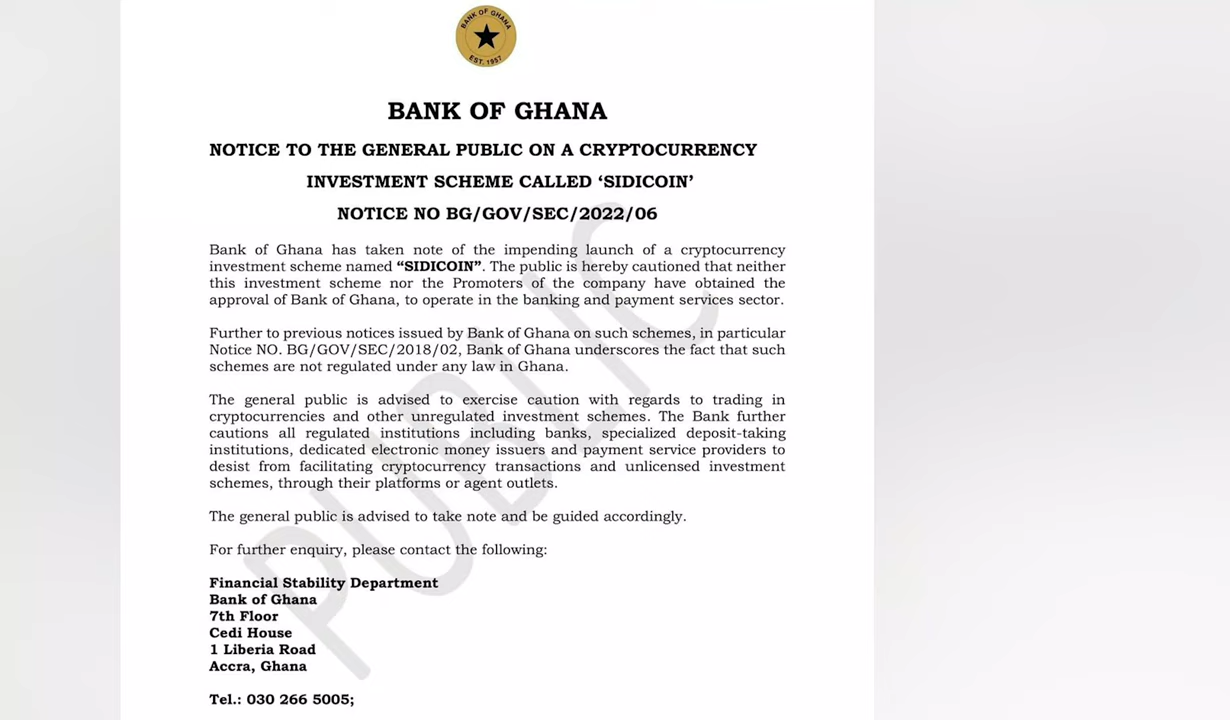 BANK OF GHANA
EST. 1957
BANK OF GHANA
NOTICE TO THE GENERAL PUBLIC ON A CRYPTOCURRENCY
INVESTMENT SCHEME CALLED ‘SIDICOIN’
NOTICE NO BG/GOV/SEC/2022/06
Bank of Ghana has taken note of the impending launch of a cryptocurrency
investment scheme named “SIDICOIN”. The public is hereby cautioned that neither
this investment scheme nor the Promoters of the company have obtained the
approval of Bank of Ghana, to operate in the banking and payment services sector.
Further to previous notices issued by Bank of Ghana on such schemes, in particular
Notice NO. BG/GOV/SEC/2018/02, Bank of Ghana underscores the fact that such
schemes are not regulated under any law in Ghana.
The general public is advised to exercise caution with regards to trading in
cryptocurrencies and other unregulated investment schemes. The Bank further
cautions all regulated institutions including banks, specialized deposit-taking
institutions, dedicated electronic money issuers and payment service providers to
desist from facilitating cryptocurrency transactions and unlicensed investment
schemes, through their platforms or agent outlets.
The general public is advised to take note and be guided accordingly.
For further enquiry, please contact the following:
Financial Stability Department
Bank of Ghana
7th Floor
Cedi House
1 Liberia Road
Accra, Ghana
Tel.: 030 266 5005;
PUBLIC